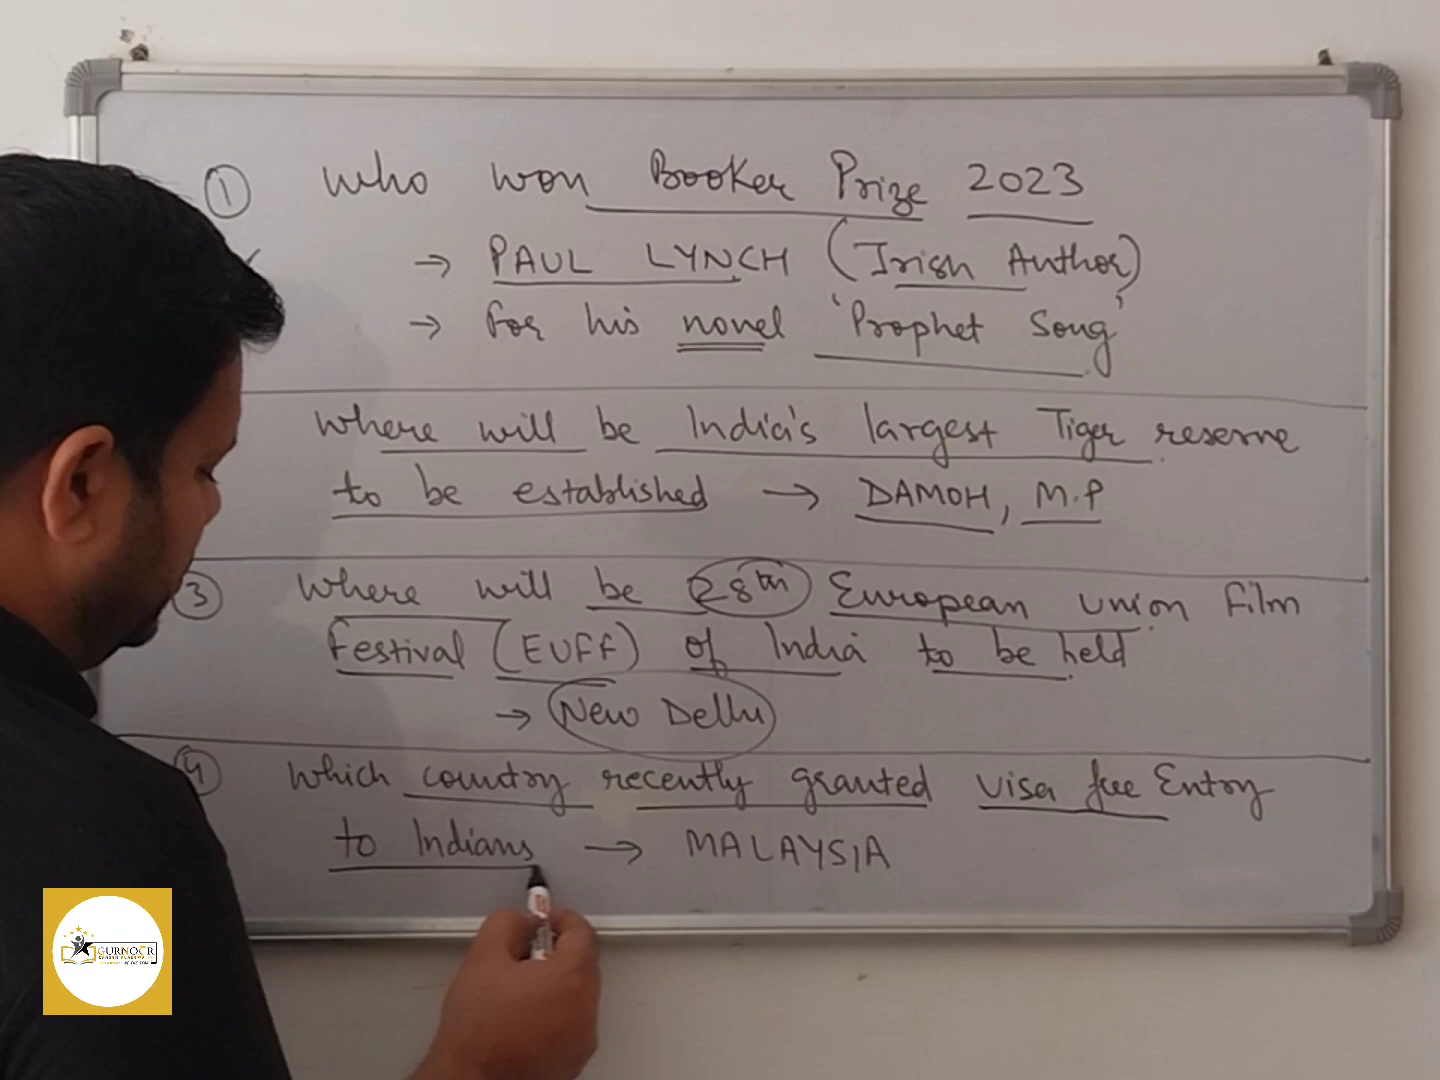 ① Who won Booker Prize 2023
→ PAUL LYNCH (Irish Author)
→ for his novel 'Prophet Song'
Where will be India's largest Tiger reserve
to be established → DAMOH, M.P
③ Where will be 28th European union film
festival (EUFF) of India to be held
→ New Delhi
④ Which country recently granted visa free Entry
to Indians → MALAYSIA
GURNOOR